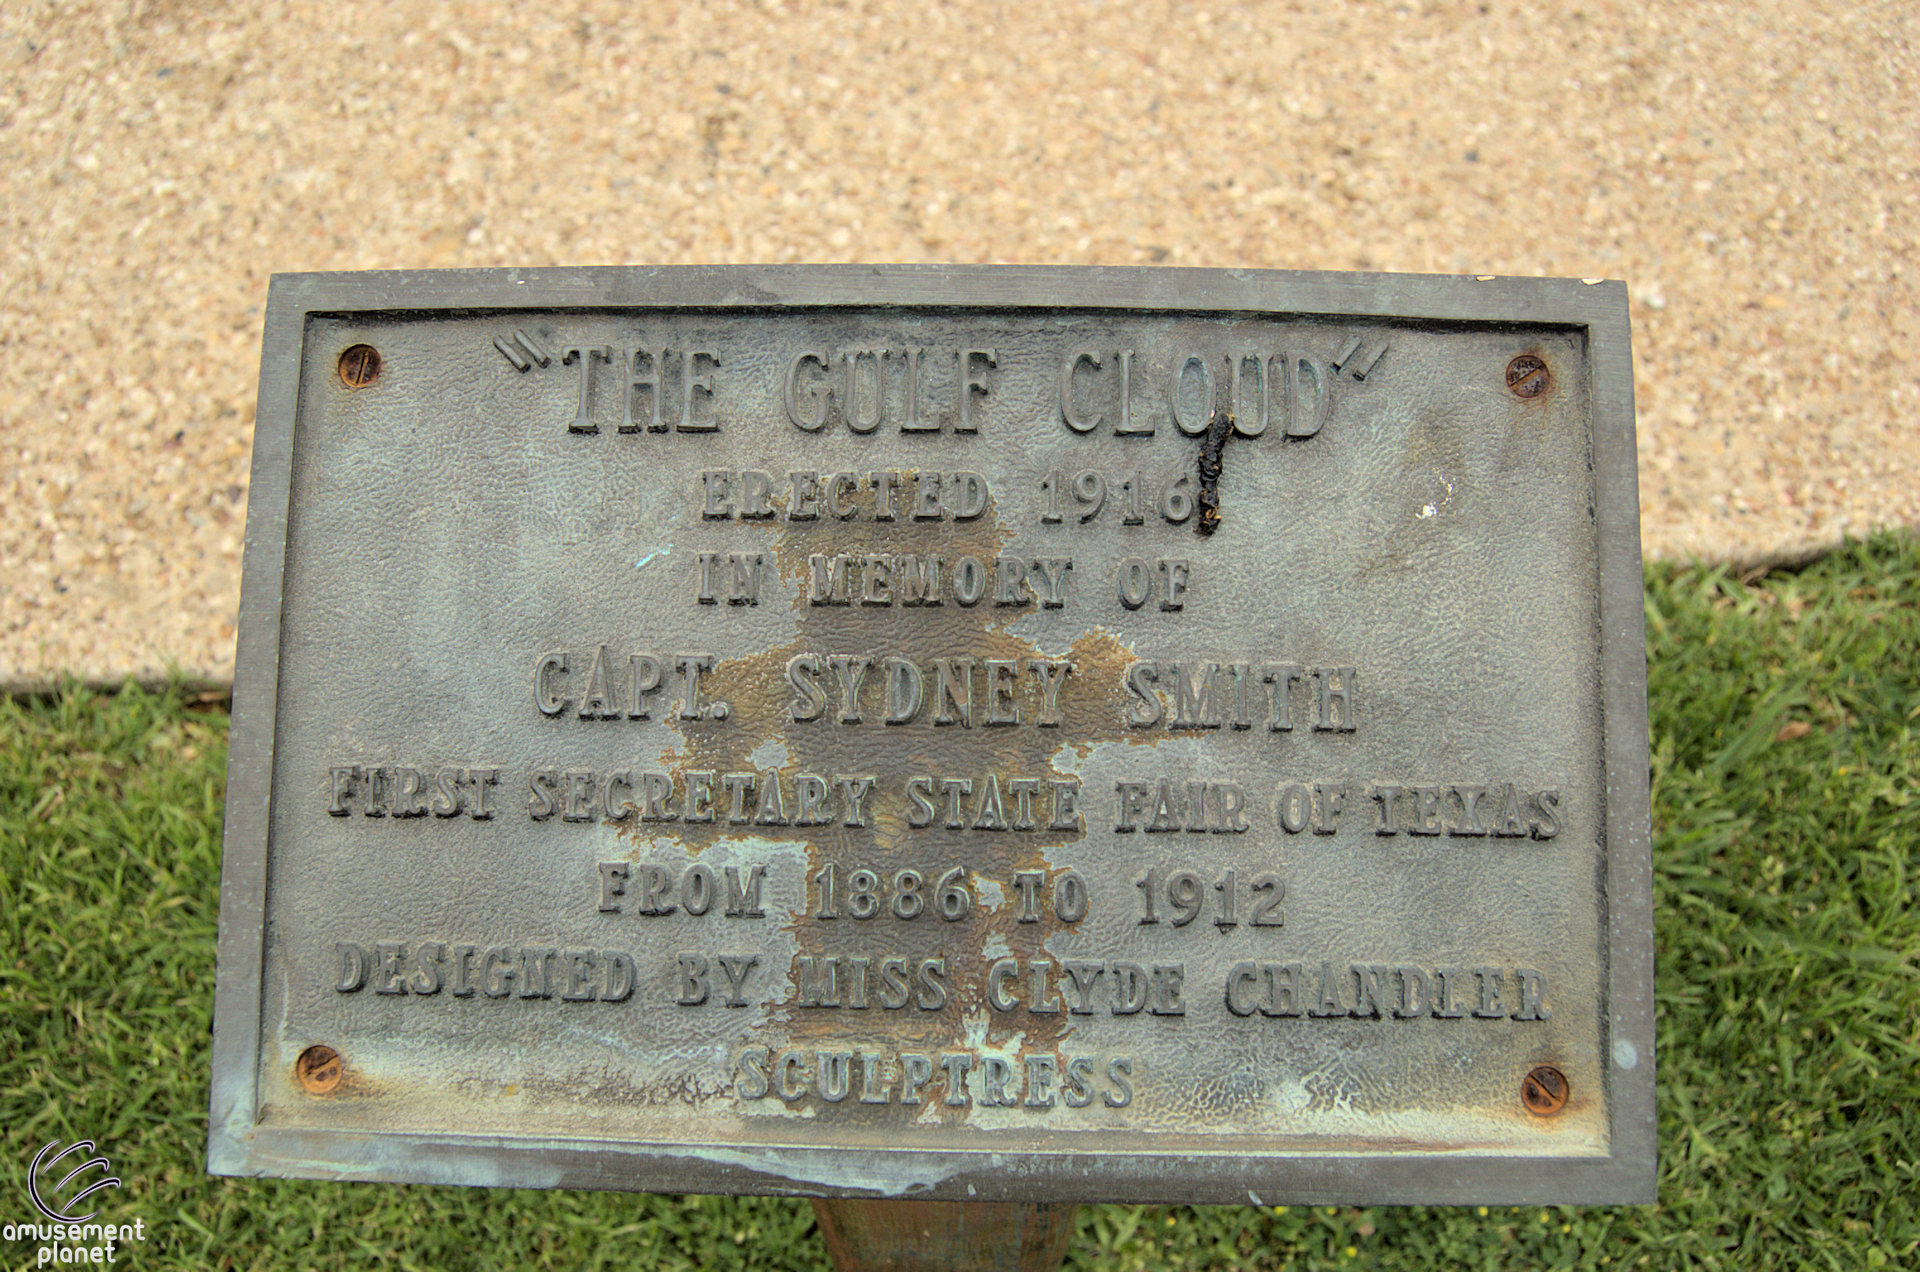 "THE GULF CLOUD"
ERECTED 1916
IN MEMORY OF
CAPT. SYDNEY SMITH
FIRST SECRETARY STATE FAIR OF TEXAS
FROM 1886 TO 1912
DESIGNED BY MISS CLYDE CHANDLER
SCULPTRESS
amusement
planet